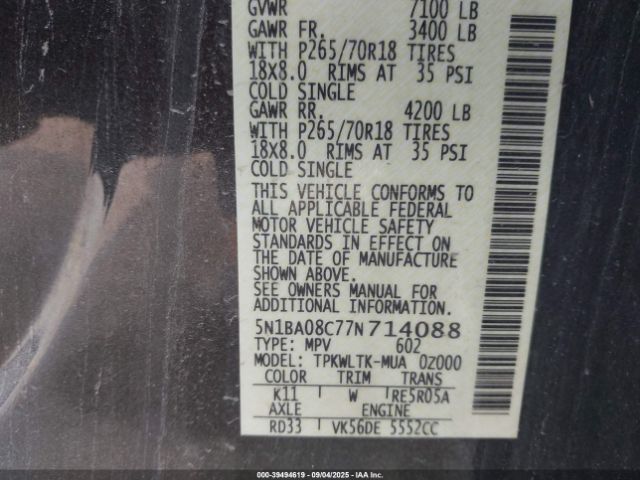 GVWR 7100 LB
GAWR FR. 3400 LB
WITH P265/70R18 TIRES
18X8.0 RIMS AT 35 PSI
COLD SINGLE
GAWR RR. 4200 LB
WITH P265/70R18 TIRES
18X8.0 RIMS AT 35 PSI
COLD SINGLE
THIS VEHICLE CONFORMS TO
ALL APPLICABLE FEDERAL
MOTOR VEHICLE SAFETY
STANDARDS IN EFFECT ON
THE DATE OF MANUFACTURE
SHOWN ABOVE.
SEE OWNERS MANUAL FOR
ADDITIONAL INFORMATION.
5N1BA08C77N714088
TYPE: MPV 602
MODEL: TPKWLTK-MUA 0Z000
COLOR TRIM TRANS
K11 W RE5R05A
AXLE ENGINE
RD33 VK56DE 5552CC
000-39494619 - 09/04/2025 - IAAI.COM